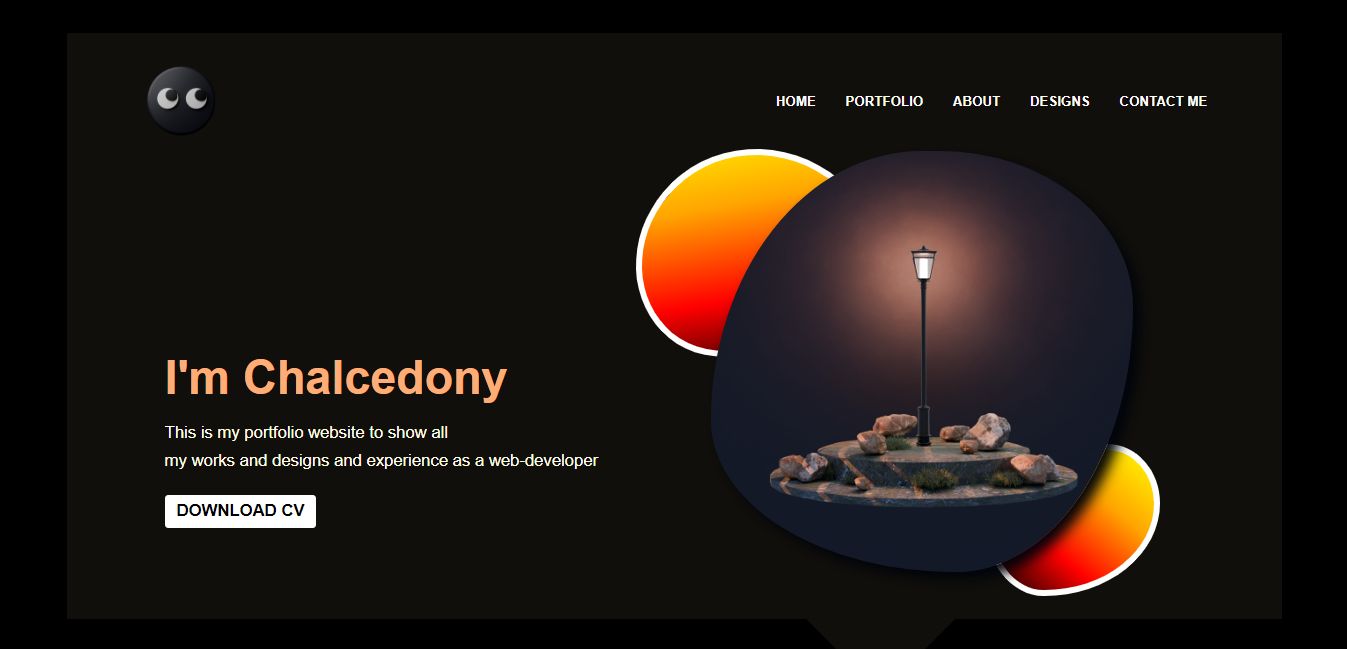 HOME PORTFOLIO ABOUT DESIGNS CONTACT ME
I'm Chalcedony
This is my portfolio website to show all
my works and designs and experience as a web-developer
DOWNLOAD CV